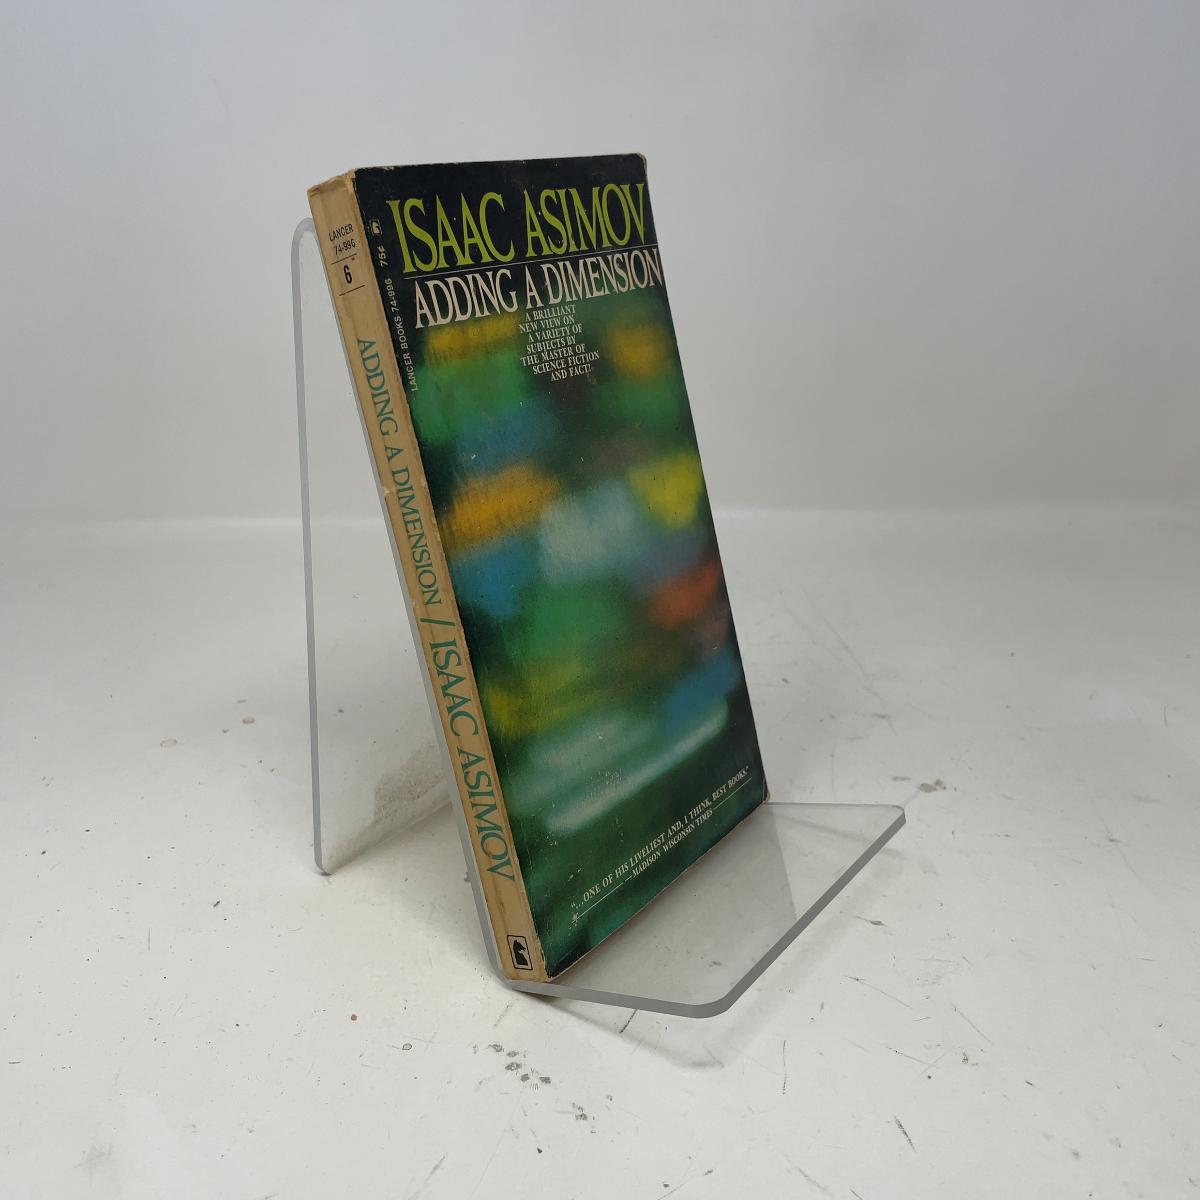 LANCER
74-996
6
ADDING A DIMENSION / ISAAC ASIMOV
LANCER BOOKS 74-996 75¢
ISAAC ASIMOV
ADDING A DIMENSION
A BRILLIANT
NEW VIEW ON
A VARIETY OF
SUBJECTS BY
THE MASTER OF
SCIENCE FICTION
AND FACT!
"...ONE OF HIS LIVELIEST AND, I THINK, BEST BOOKS."
—MADISON WISCONSIN TIMES